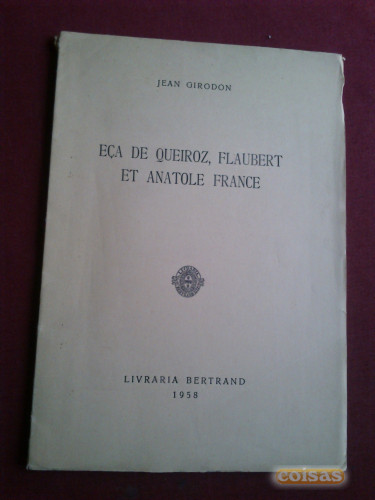 JEAN GIRODON
EÇA DE QUEIROZ, FLAUBERT
ET ANATOLE FRANCE
LIVRARIA BERTRAND
1958
coisas